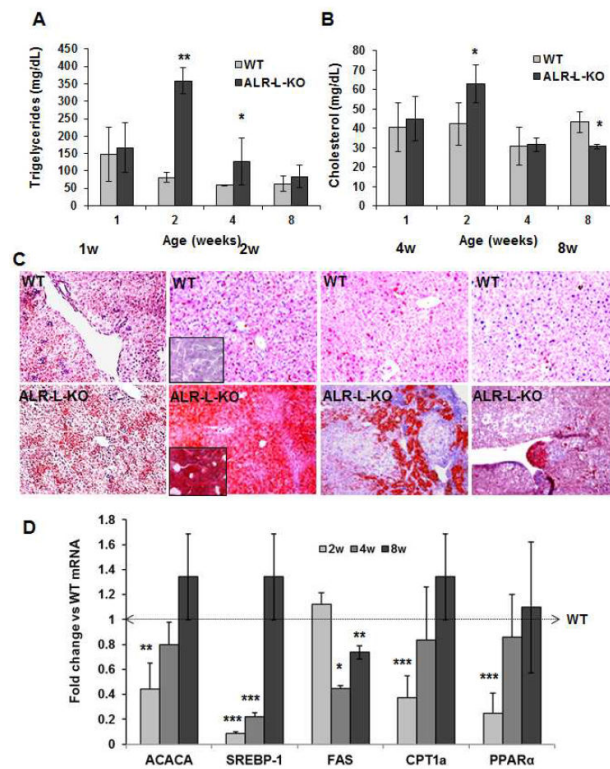 A
Trigelycerides (mg/dL)
450
400
350
300
250
200
150
100
50
0
WT
ALR-L-KO
**
*
1 2 4 8
B
Cholesterol (mg/dL)
80
70
60
50
40
30
20
10
0
WT
ALR-L-KO
*
*
1 2 4 8
Age (weeks)
Age (weeks)
1w 2w 4w 8w
C
WT WT WT WT
ALR-L-KO ALR-L-KO ALR-L-KO ALR-L-KO
D
Fold change vs WT mRNA
1.8
1.6
1.4
1.2
1
0.8
0.6
0.4
0.2
0
2w 4w 8w
WT
**
*** ***
* **
***
***
ACACA SREBP-1 FAS CPT1a PPARα